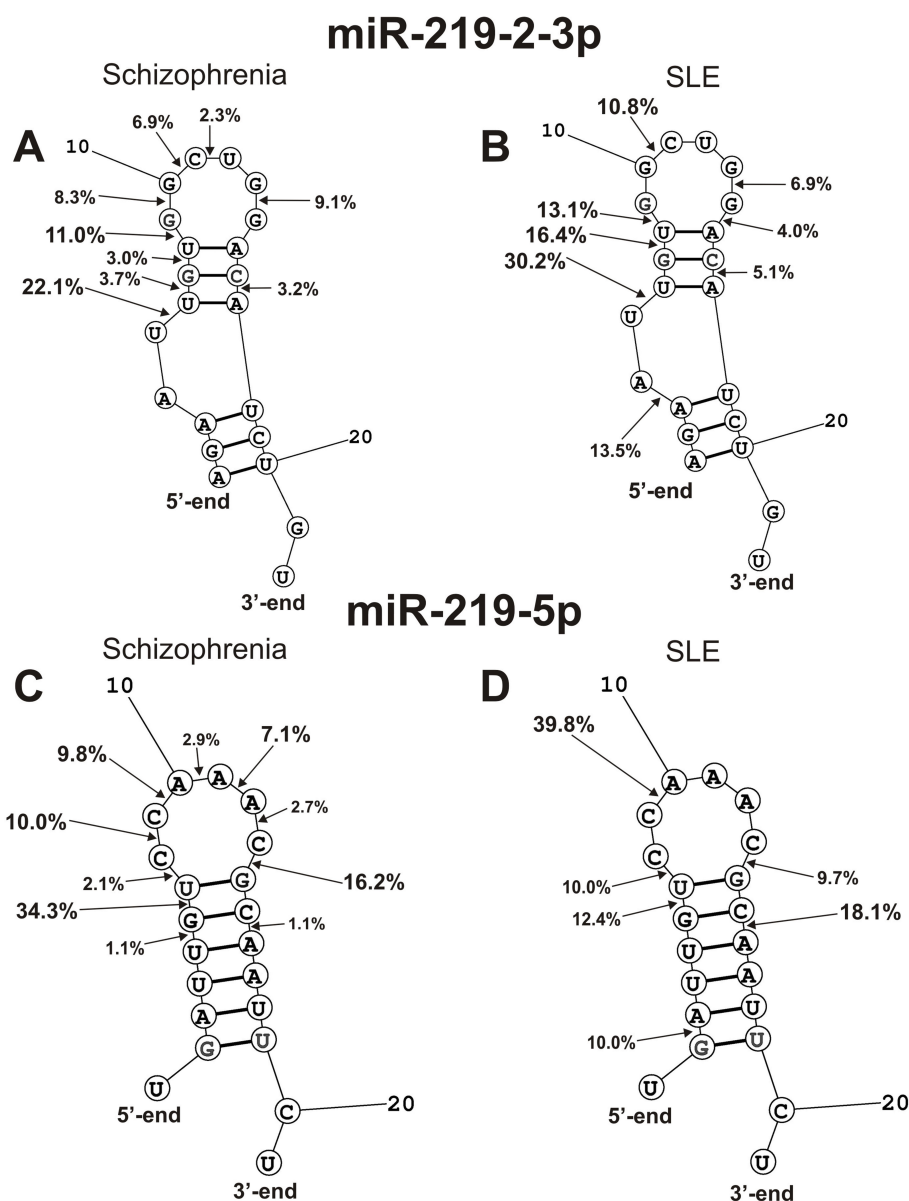 miR-219-2-3p
Schizophrenia
SLE
A
B
10
6.9%
2.3%
8.3%
11.0%
3.0%
3.7%
22.1%
9.1%
3.2%
G
G
C
U
G
G
U
A
G
C
U
A
U
A
A
U
G
C
A
U
20
G
U
5'-end
3'-end
10
10.8%
13.1%
16.4%
30.2%
6.9%
4.0%
5.1%
13.5%
C
U
G
G
G
G
U
A
G
C
U
A
U
A
A
U
G
C
A
U
20
G
U
5'-end
3'-end
miR-219-5p
Schizophrenia
SLE
C
D
10
9.8%
2.9%
7.1%
10.0%
2.7%
2.1%
34.3%
16.2%
1.1%
1.1%
A
A
C
A
C
C
U
G
G
C
U
A
U
A
A
U
G
U
U
C
20
U
5'-end
3'-end
10
39.8%
10.0%
12.4%
9.7%
18.1%
10.0%
A
A
C
A
C
C
U
G
G
C
U
A
U
A
A
U
G
U
U
C
20
U
5'-end
3'-end